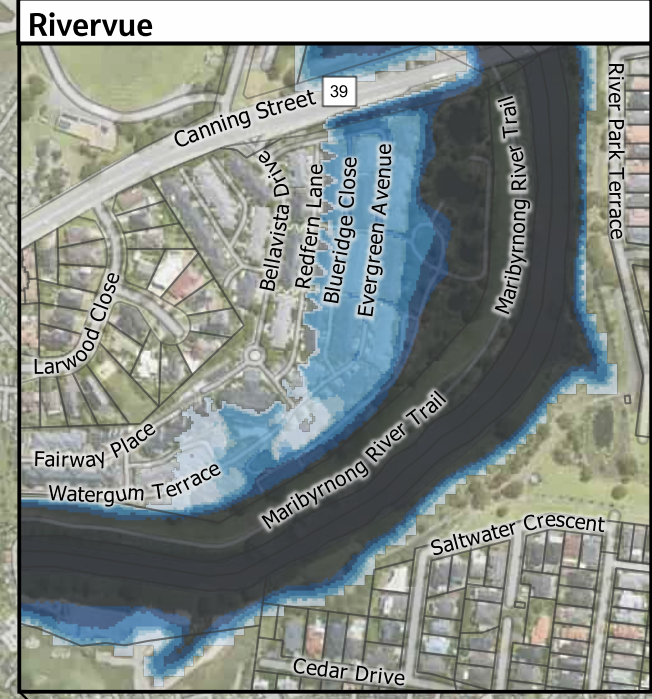 Rivervue
Canning Street
39
River Park Terrace
Maribyrnong River Trail
Bellavista Drive
Redfern Lane
Blueridge Close
Evergreen Avenue
Larwood Close
Fairway Place
Watergum Terrace
Maribyrnong River Trail
Saltwater Crescent
Cedar Drive